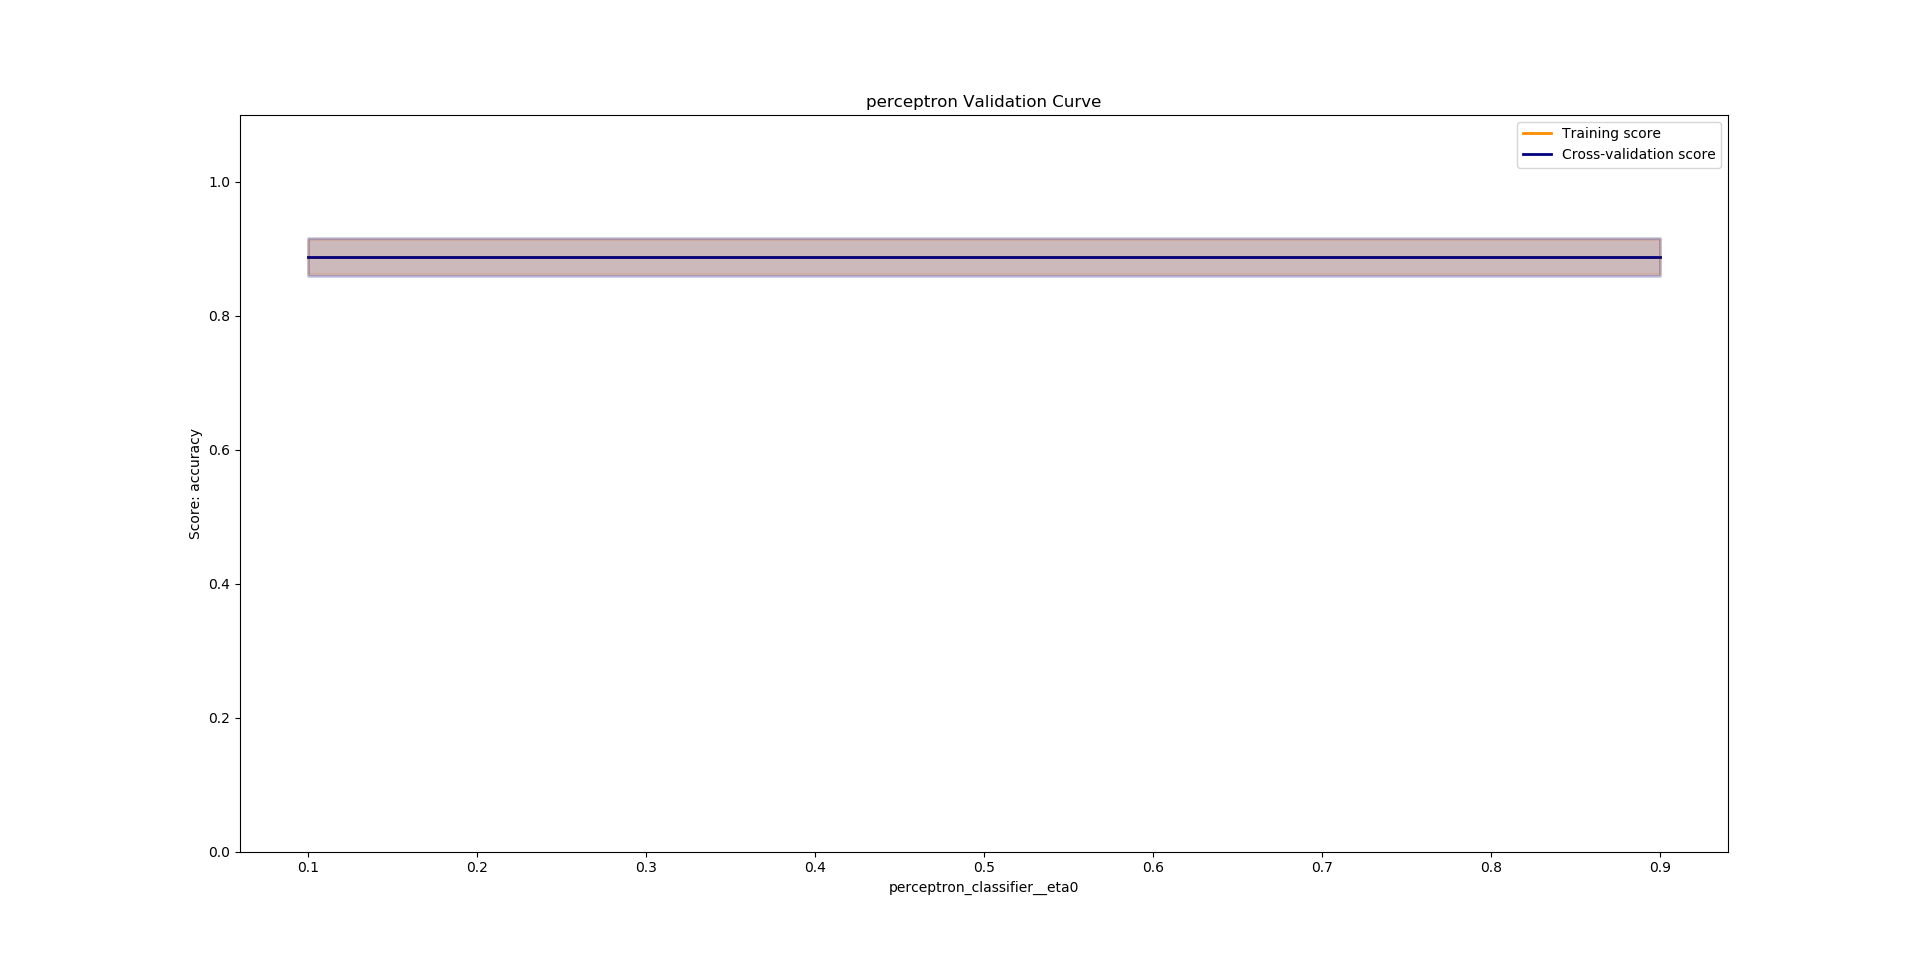 perceptron Validation Curve
Training score
Cross-validation score
1.0
0.8
0.6
0.4
0.2
0.0
Score: accuracy
0.1 0.2 0.3 0.4 0.5 0.6 0.7 0.8 0.9
perceptron_classifier__eta0